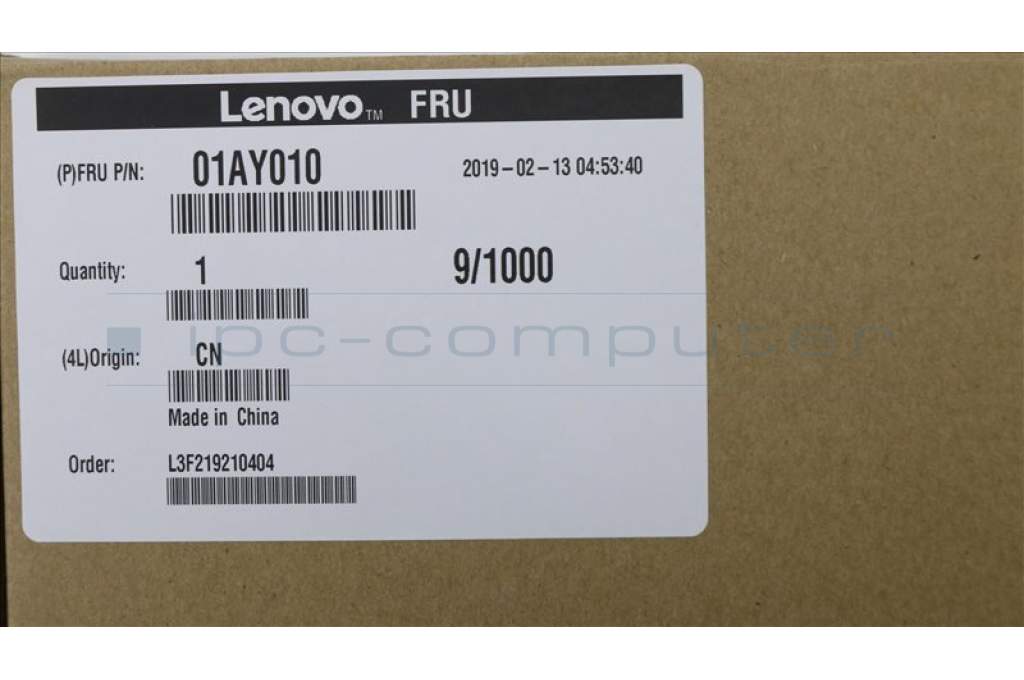 Lenovo™ FRU
(P)FRU P/N: 01AY010 2019-02-13 04:53:40
Quantity: 1 9/1000
ipc-computer
(4L)Origin: CN
Made in China
Order: L3F219210404